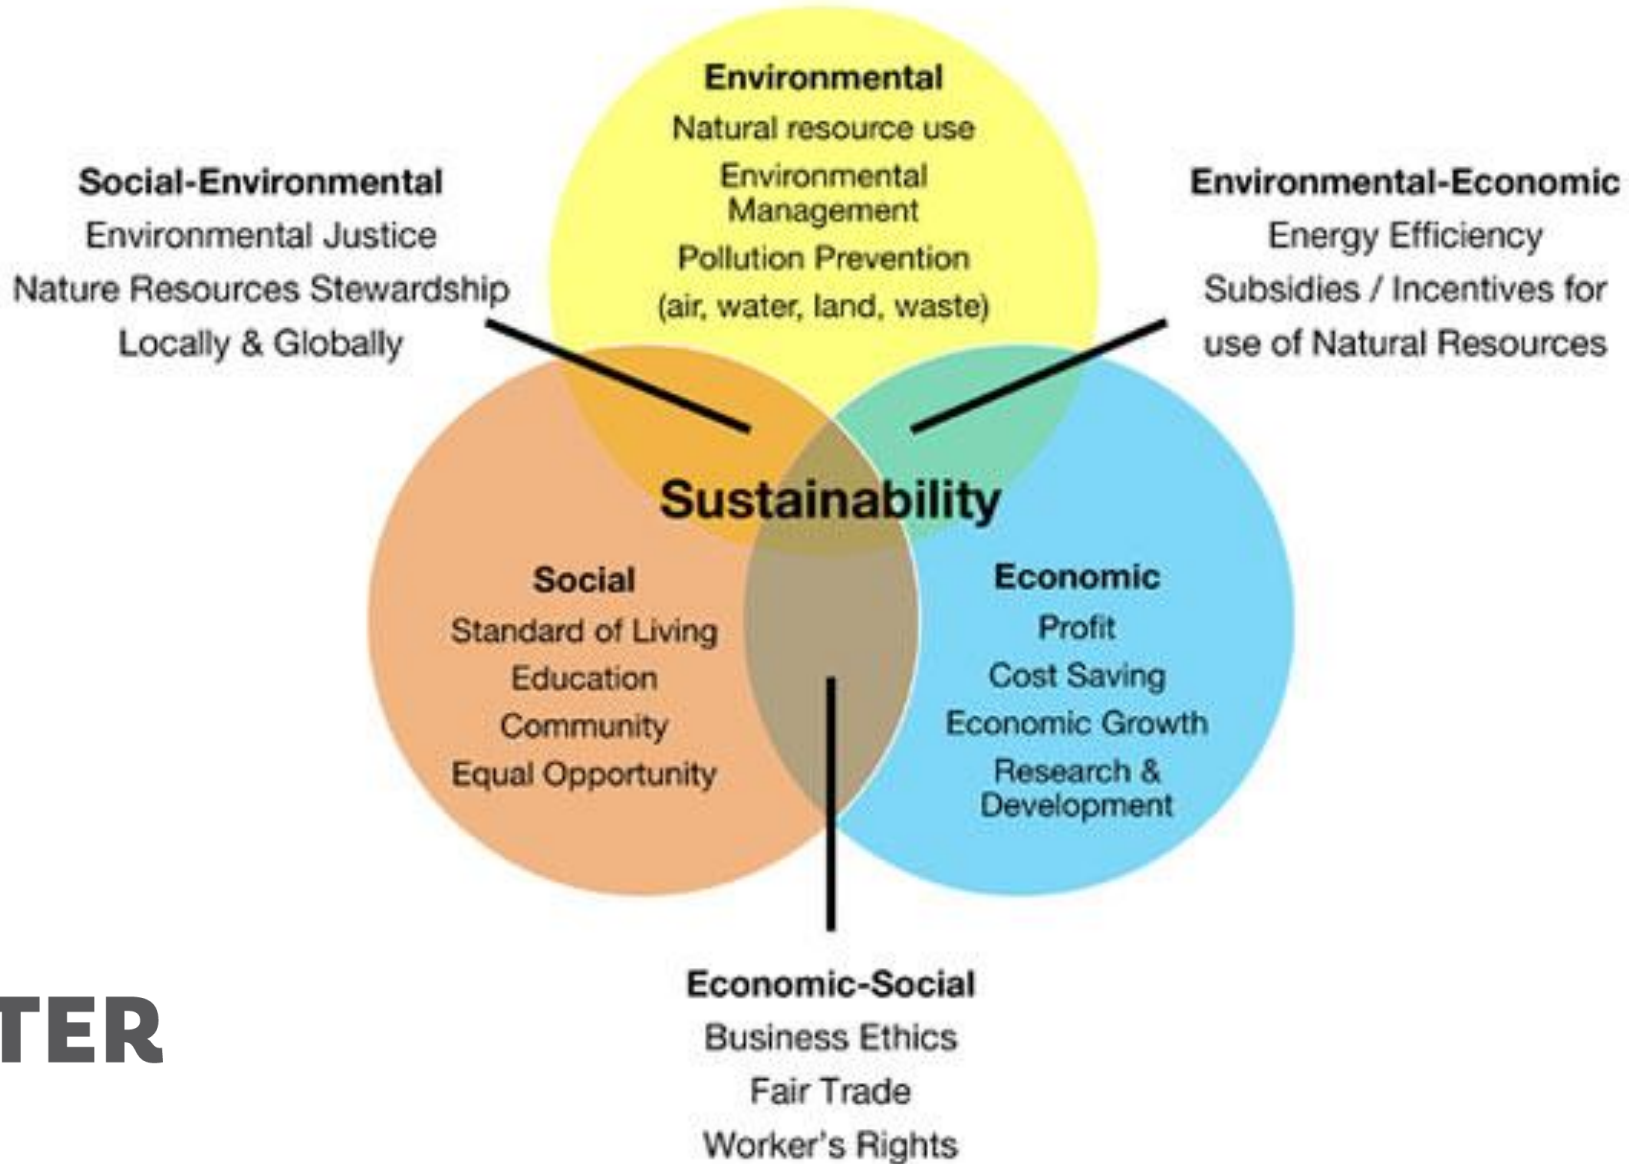 Environmental
Natural resource use
Environmental
Management
Pollution Prevention
(air, water, land, waste)
Social-Environmental
Environmental Justice
Nature Resources Stewardship
Locally & Globally
Environmental-Economic
Energy Efficiency
Subsidies / Incentives for
use of Natural Resources
Sustainability
Social
Standard of Living
Education
Community
Equal Opportunity
Economic
Profit
Cost Saving
Economic Growth
Research &
Development
Economic-Social
Business Ethics
Fair Trade
Worker's Rights
TER